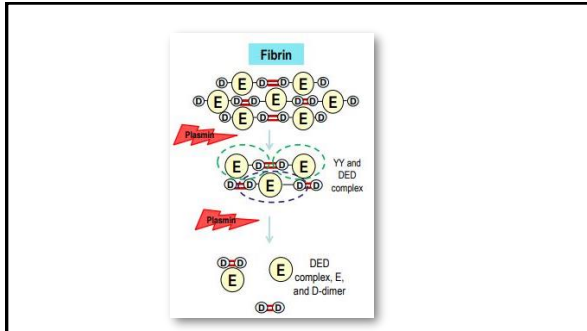 Fibrin
E D D E
D E D D E D D E D
D E D D E D
Plasmin
E D D E
D D E D D
YY and
DED
complex
Plasmin
D D
E
E
DED
complex, E,
and D-dimer
D D